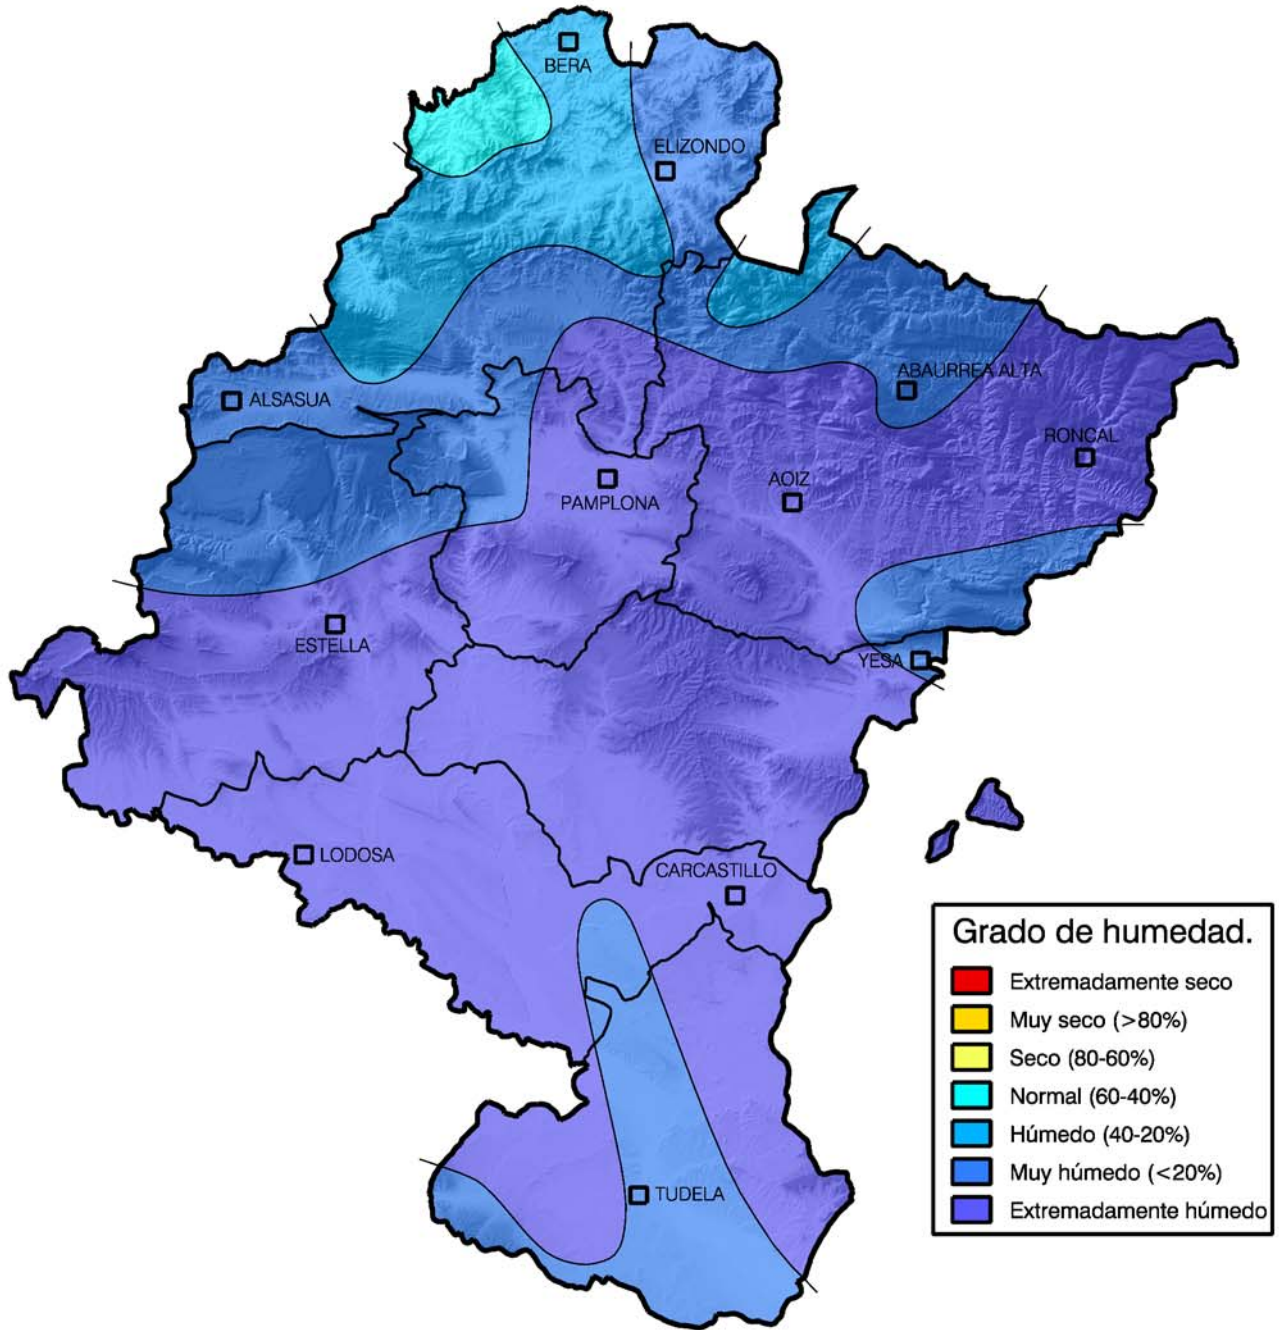 BERA
ELIZONDO
ABAURREA ALTA
ALSASUA
RONCAL
AOIZ
PAMPLONA
ESTELLA
YESA
LODOSA
CARCASTILLO
TUDELA
Grado de humedad.
Extremadamente seco
Muy seco (>80%)
Seco (80-60%)
Normal (60-40%)
Húmedo (40-20%)
Muy húmedo (<20%)
Extremadamente húmedo